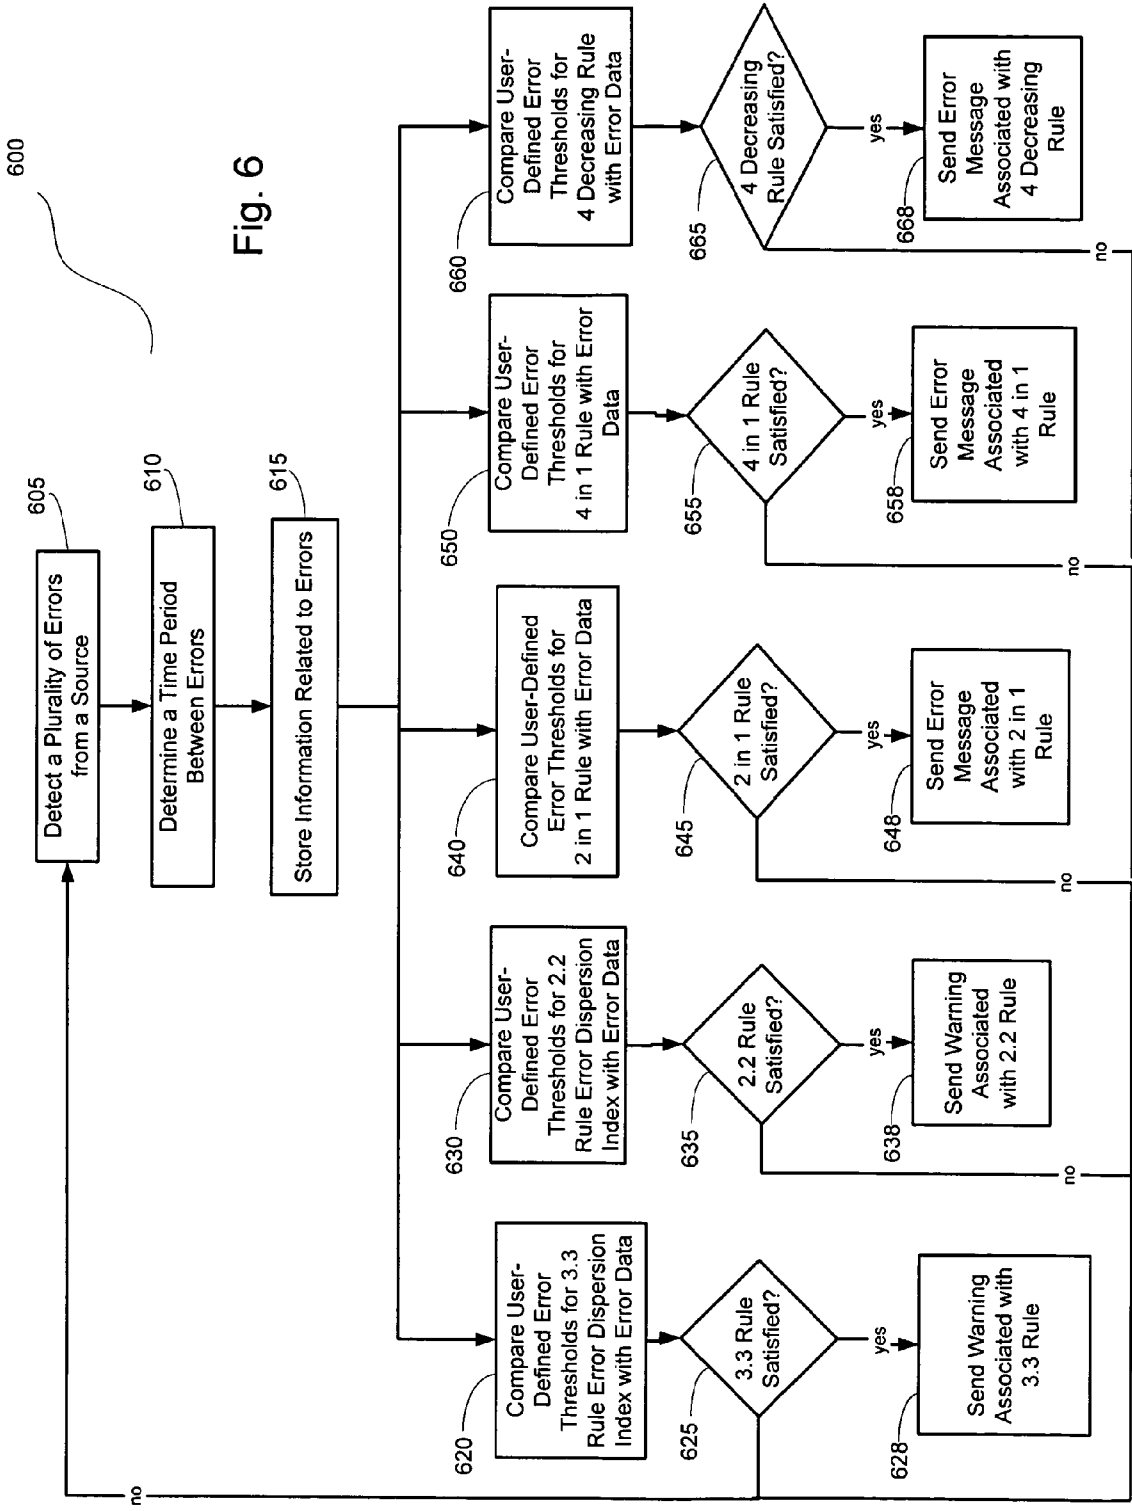 600
Fig. 6
605
Detect a Plurality of Errors
from a Source
610
Determine a Time Period
Between Errors
615
Store Information Related to Errors
620
Compare User-
Defined Error
Thresholds for 3.3
Rule Error Dispersion
Index with Error Data
630
Compare User-
Defined Error
Thresholds for 2.2
Rule Error Dispersion
Index with Error Data
640
Compare User-Defined
Error Thresholds for
2 in 1 Rule with Error Data
650
Compare User-
Defined Error
Thresholds for
4 in 1 Rule with Error
Data
660
Compare User-
Defined Error
Thresholds for
4 Decreasing Rule
with Error Data
625
3.3 Rule
Satisfied?
635
2.2 Rule
Satisfied?
645
2 in 1 Rule
Satisfied?
655
4 in 1 Rule
Satisfied?
665
4 Decreasing
Rule Satisfied?
yes
yes
yes
yes
yes
628
Send Warning
Associated with
3.3 Rule
638
Send Warning
Associated
with 2.2 Rule
648
Send Error
Message
Associated
with 2 in 1
Rule
658
Send Error
Message
Associated
with 4 in 1
Rule
668
Send Error
Message
Associated with
4 Decreasing
Rule
no
no
no
no
no